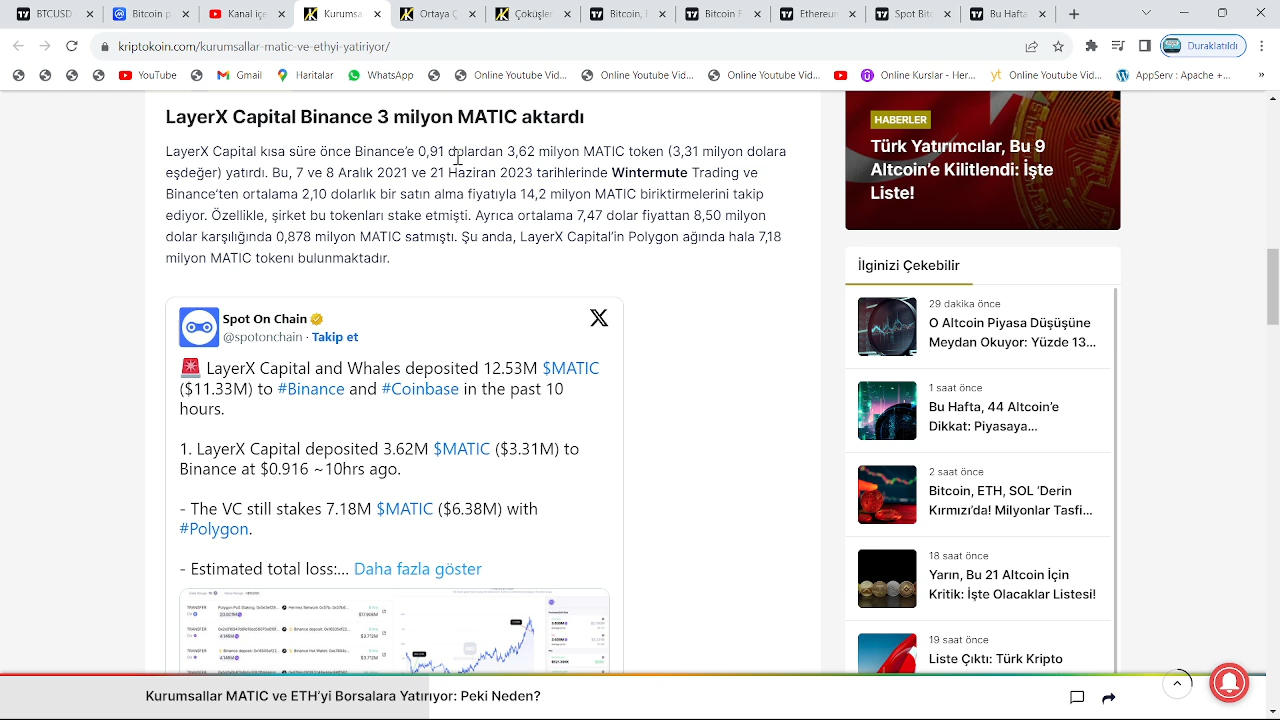 BTCUSD
Bitcoin
Kanal iç
Kurumsa
Ortaya Ç
Çöküşler
Bitcoin,
Bitcoin F
Ethereun
Spot Bitc
Bu Hafta
kriptokoin.com/kurumsallar-matic-ve-ethyi-yatiriyor/
Duraklatıldı
YouTube
Gmail
Haritalar
WhatsApp
Online Youtube Vid...
Online Youtube Vid...
Online Youtube Vid...
Online Kurslar - Her...
Online Youtube Vid...
AppServ : Apache +...
LayerX Capital Binance 3 milyon MATIC aktardı
LayerX Capital kısa süre önce Binance'e 0,91 dolardan 3,62 milyon MATIC token (3,31 milyon dolara
değer) yatırdı. Bu, 7 ve 8 Aralık 2021 ve 21 Haziran 2023 tarihlerinde Wintermute Trading ve
Binance'ten ortalama 2,10 dolarlık bir satın alma fiyatıyla 14,2 milyon MATIC biriktirmelerini takip
ediyor. Özellikle, şirket bu tokenları stake etmişti. Ayrıca ortalama 7,47 dolar fiyattan 8,50 milyon
dolar karşılığında 0,878 milyon MATIC satmıştı. Şu anda, LayerX Capital'in Polygon ağında hala 7,18
milyon MATIC tokenı bulunmaktadır.
Spot On Chain
@spotonchain · Takip et
LayerX Capital and Whales deposited 12.53M $MATIC
($11.33M) to #Binance and #Coinbase in the past 10
hours.
1. LayerX Capital deposited 3.62M $MATIC ($3.31M) to
Binance at $0.916 ~10hrs ago.
- The VC still stakes 7.18M $MATIC ($6.38M) with
#Polygon.
- Estimated total loss:... Daha fazla göster
TRANSFER
TRANSFER
TRANSFER
TRANSFER
HABERLER
Türk Yatırımcılar, Bu 9
Altcoin'e Kilitlendi: İşte
Liste!
İlginizi Çekebilir
29 dakika önce
O Altcoin Piyasa Düşüşüne
Meydan Okuyor: Yüzde 13...
1 saat önce
Bu Hafta, 44 Altcoin'e
Dikkat: Piyasaya...
2 saat önce
Bitcoin, ETH, SOL 'Derin
Kırmızıda! Milyonlar Tasfi...
18 saat önce
Yarın, Bu 21 Altcoin İçin
Kritik: İşte Olacaklar Listesi!
19 saat önce
Liste Çıktı: Türk Kripto
Kurumsallar MATIC ve ETH'yi Borsalara Yatırıyor: Peki Neden?